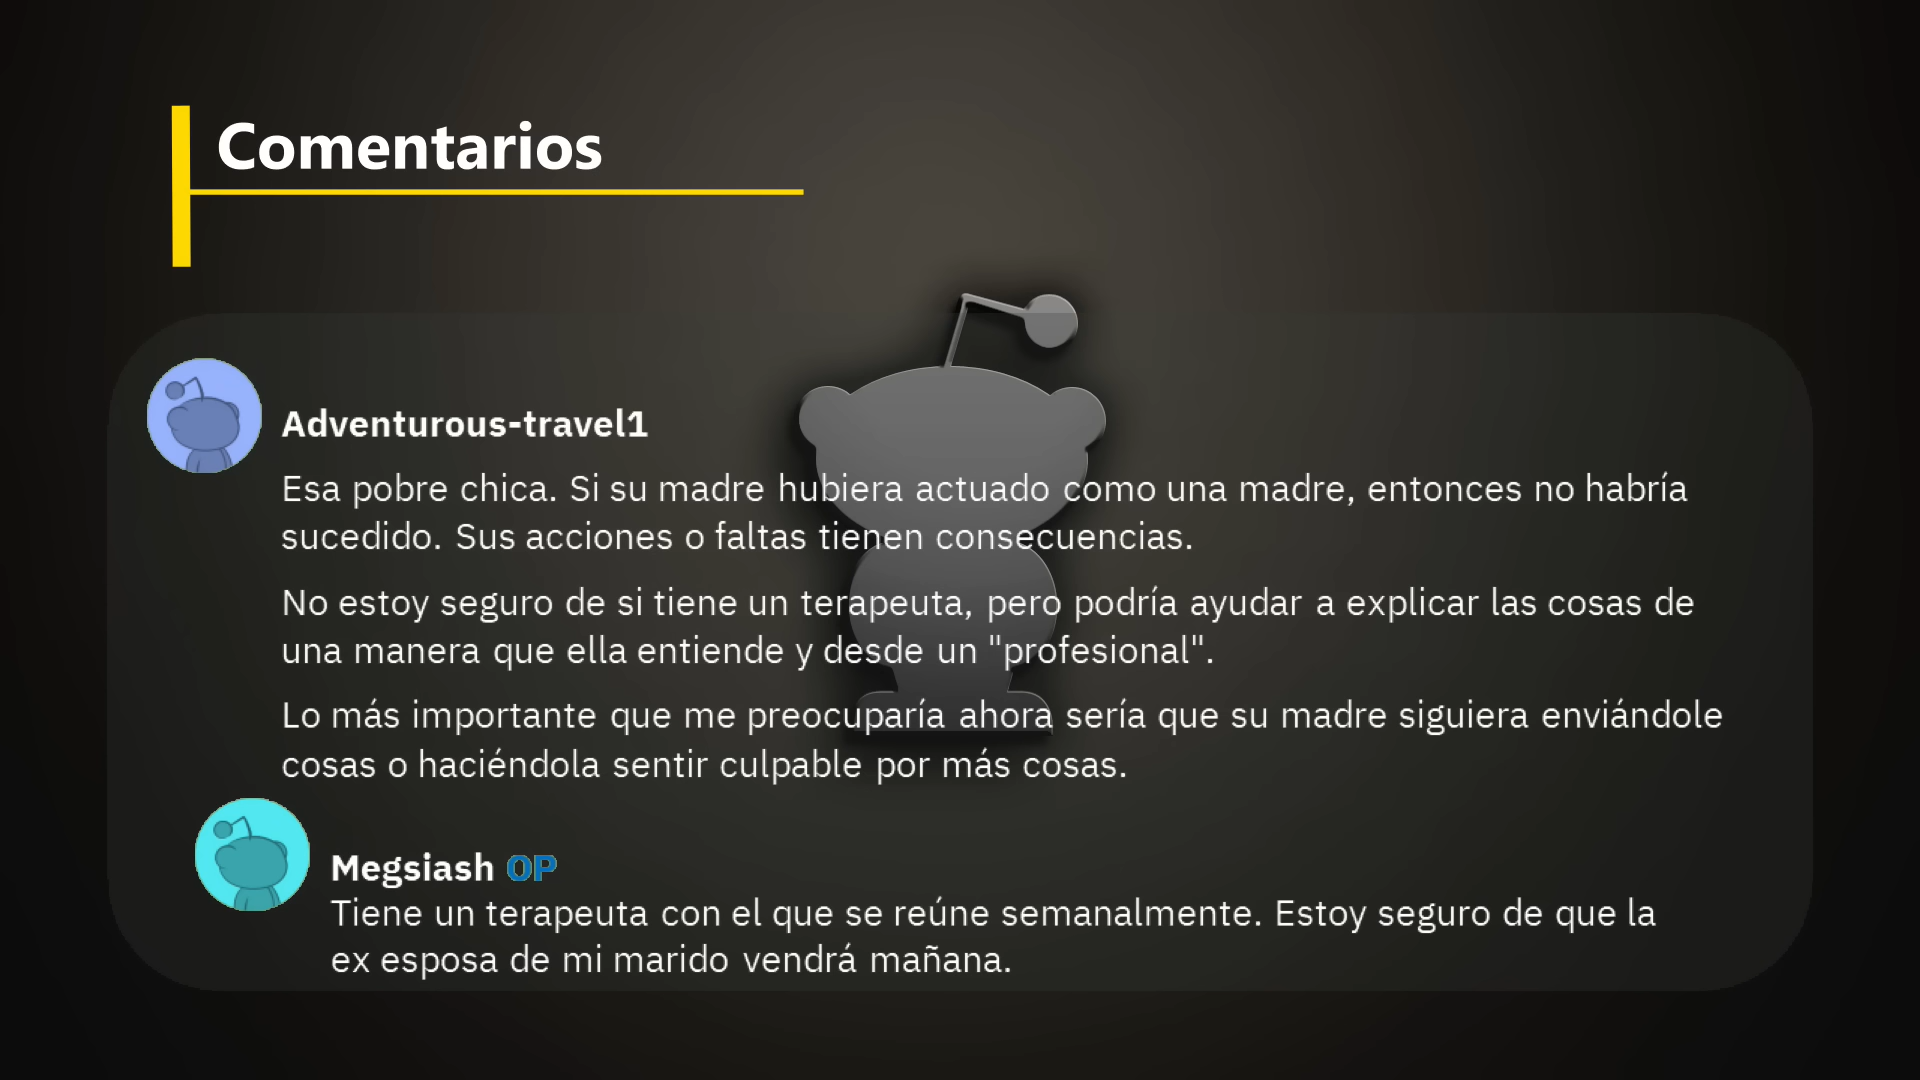 Comentarios
Adventurous-travel1
Esa pobre chica. Si su madre hubiera actuado como una madre, entonces no habría
sucedido. Sus acciones o faltas tienen consecuencias.
No estoy seguro de si tiene un terapeuta, pero podría ayudar a explicar las cosas de
una manera que ella entiende y desde un "profesional".
Lo más importante que me preocuparía ahora sería que su madre siguiera enviándole
cosas o haciéndola sentir culpable por más cosas.
Megsiash OP
Tiene un terapeuta con el que se reúne semanalmente. Estoy seguro de que la
ex esposa de mi marido vendrá mañana.